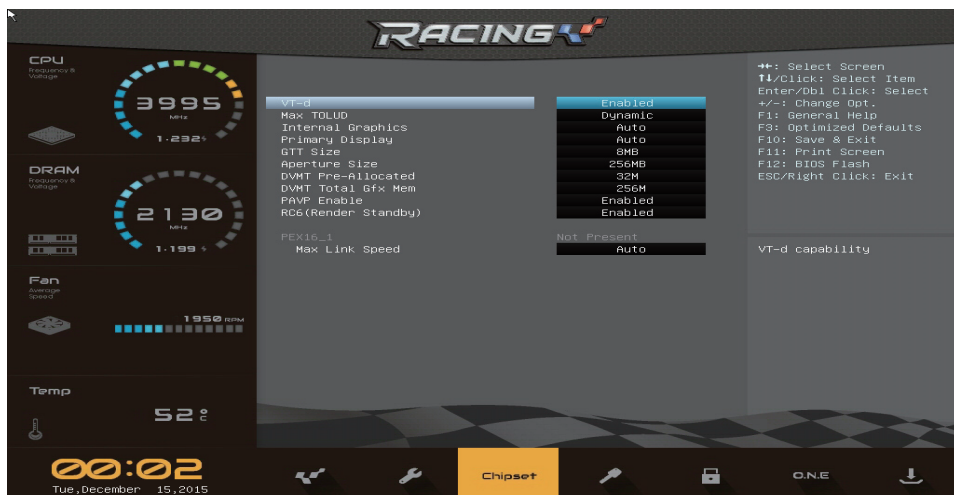 RACING
CPU
Frequency &
Voltage
3995
MHz
1.232v
DRAM
Frequency &
Voltage
2130
MHz
1.199 v
Fan
Average
Speed
1950 RPM
Temp
52°C
00:02
Tue,December 15,2015
VT-d Enabled
Max TOLUD Dynamic
Internal Graphics Auto
Primary Display Auto
GTT Size 8MB
Aperture Size 256MB
DVMT Pre-Allocated 32M
DVMT Total Gfx Mem 256M
PAVP Enable Enabled
RC6(Render Standby) Enabled
PEX16_1 Not Present
Max Link Speed Auto
→←: Select Screen
↑↓/Click: Select Item
Enter/Dbl Click: Select
+/-: Change Opt.
F1: General Help
F3: Optimized Defaults
F10: Save & Exit
F11: Print Screen
F12: BIOS Flash
ESC/Right Click: Exit
VT-d capability
Chipset
O.N.E